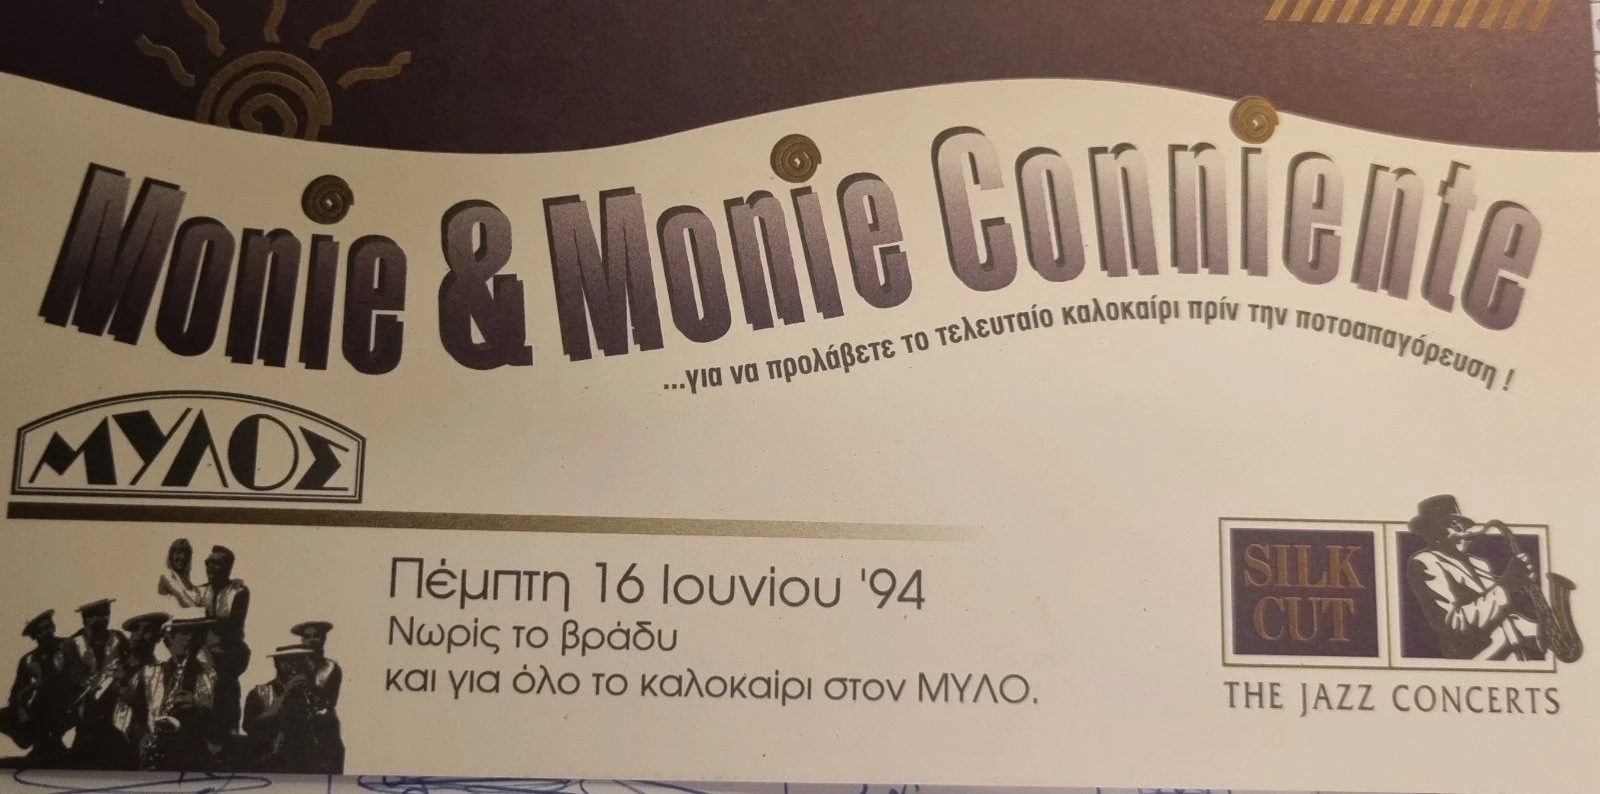 Monie & Monie Conniente
...για να προλάβετε το τελευταίο καλοκαίρι πρίν την ποτοαπαγόρευση !
ΜΥΛΟΣ
Πέμπτη 16 Ιουνίου '94
Νωρίς το βράδυ
και για όλο το καλοκαίρι στον ΜΥΛΟ.
SILK
CUT
THE JAZZ CONCERTS